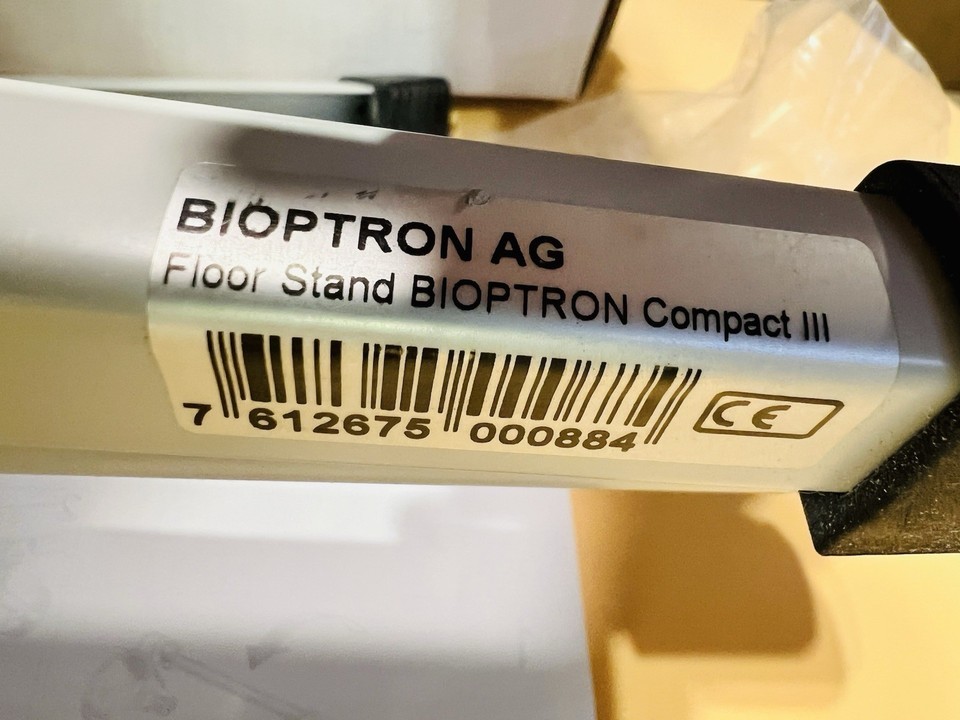 BIOPTRON AG
Floor Stand BIOPTRON Compact III
7 612675 000884
CE